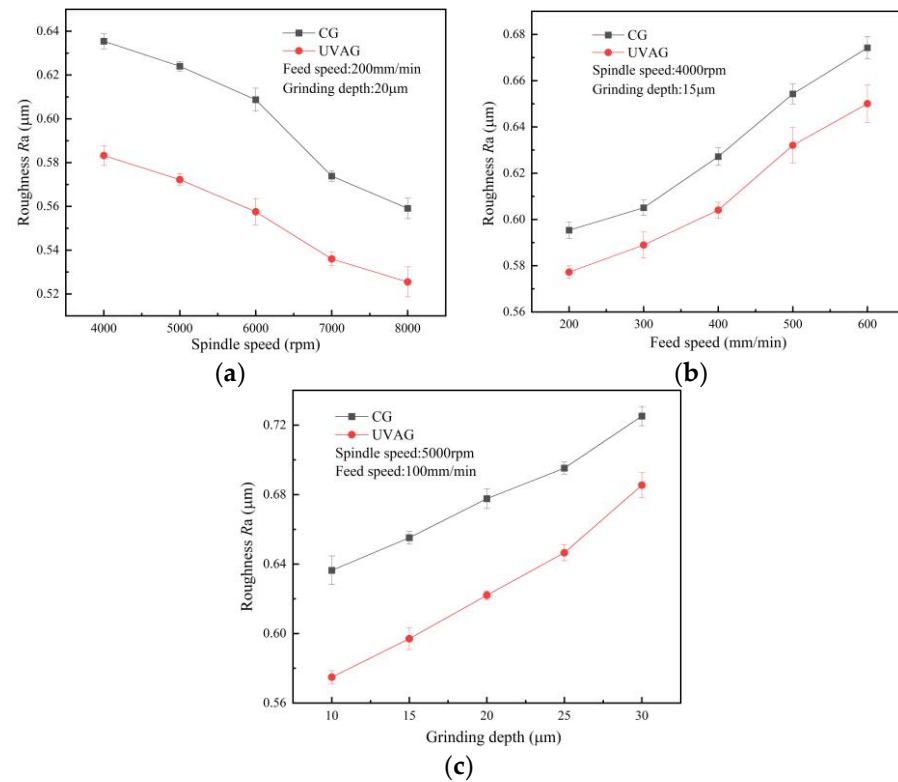 CG
UVAG
Feed speed:200mm/min
Grinding depth:20μm
0.64
0.62
0.60
0.58
0.56
0.54
0.52
Roughness Ra (μm)
4000 5000 6000 7000 8000
Spindle speed (rpm)
(a)
CG
UVAG
Spindle speed:4000rpm
Grinding depth:15μm
0.68
0.66
0.64
0.62
0.60
0.58
0.56
Roughness Ra (μm)
200 300 400 500 600
Feed speed (mm/min)
(b)
CG
UVAG
Spindle speed:5000rpm
Feed speed:100mm/min
0.72
0.68
0.64
0.60
0.56
Roughness Ra (μm)
10 15 20 25 30
Grinding depth (μm)
(c)